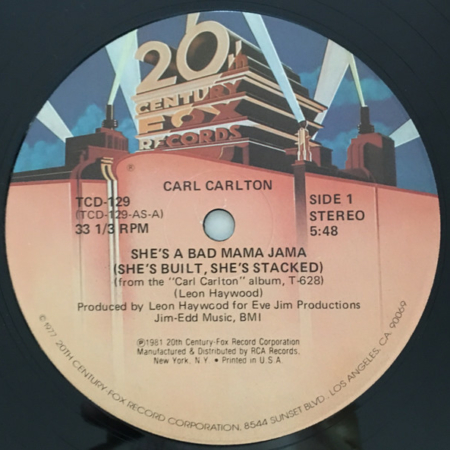 20th
CENTURY
FOX
RECORDS
CARL CARLTON
TCD-129
(TCD-129-AS-A)
33 1/3 RPM
SIDE 1
STEREO
5:48
SHE'S A BAD MAMA JAMA
(SHE'S BUILT, SHE'S STACKED)
(from the "Carl Carlton" album, T-628)
(Leon Haywood)
Produced by Leon Haywood for Eve Jim Productions
Jim-Edd Music, BMI
℗1981 20th Century-Fox Record Corporation
Manufactured & Distributed by RCA Records,
New York, N.Y. • Printed in U.S.A.
© 1977, 20TH CENTURY-FOX RECORD CORPORATION, 8544 SUNSET BLVD., LOS ANGELES, CA. 90069